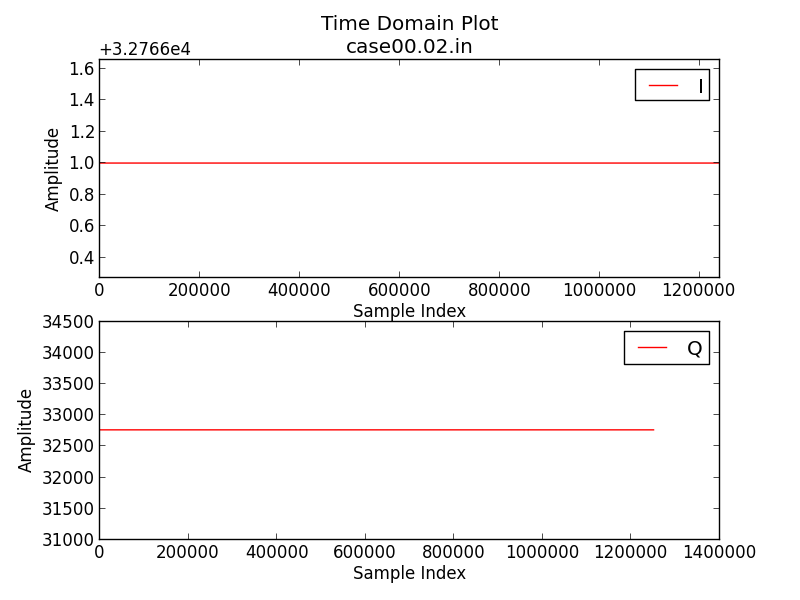 Time Domain Plot
case00.02.in
+3.2766e4
1.6
1.4
1.2
1.0
0.8
0.6
0.4
Amplitude
I
0 200000 400000 600000 800000 1000000 1200000
Sample Index
34500
34000
33500
33000
32500
32000
31500
31000
Amplitude
Q
0 200000 400000 600000 800000 1000000 1200000 1400000
Sample Index